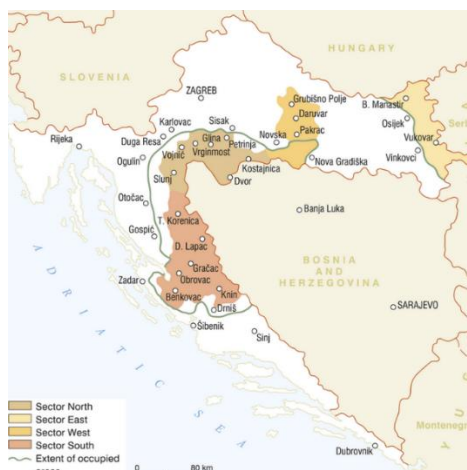 HUNGARY
SLOVENIA
ZAGREB
Grubišno Polje
B. Manastir
Daruvar
Osijek
Karlovac
Sisak
Pakrac
Rijeka
Duga Resa
Glina
Petrinja
Novska
Vukovar
Vojnić
Vrginmost
Ogulin
Kostajnica
Nova Gradiška
Vinkovci
Slunj
Dvor
Otočac
T. Korenica
Banja Luka
Gospić
D. Lapac
BOSNIA
AND
HERZEGOVINA
Gračac
Zadar
Obrovac
Benkovac
Knin
SARAJEVO
Drniš
Šibenik
Sinj
ADRIATIC SEA
Montenegro
Dubrovnik
Sector North
Sector East
Sector West
Sector South
Extent of occupied
0 80 km